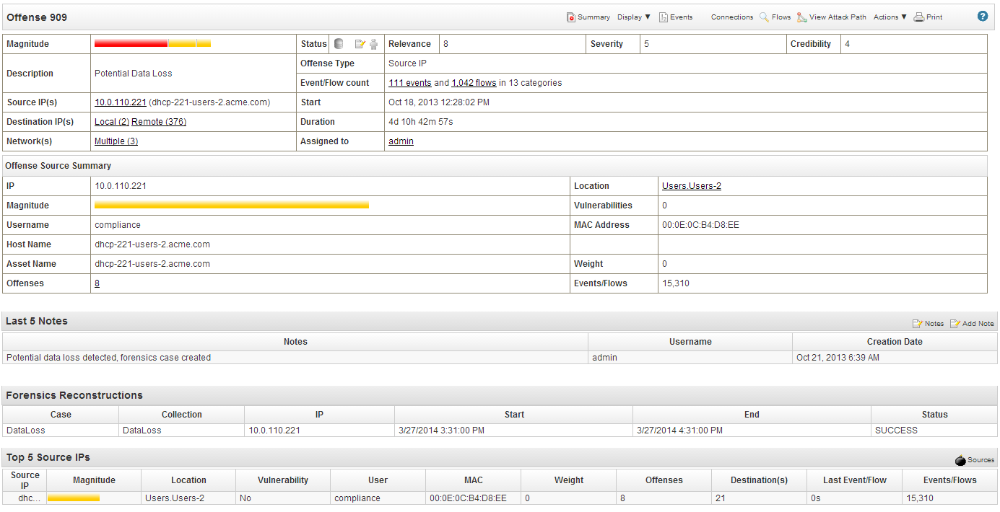 Offense 909 Summary Display ▼ Events Connections Flows View Attack Path Actions ▼ Print ?
Magnitude Status Relevance 8 Severity 5 Credibility 4
Description Potential Data Loss Offense Type Source IP
Event/Flow count 111 events and 1,042 flows in 13 categories
Source IP(s) 10.0.110.221 (dhcp-221-users-2.acme.com) Start Oct 18, 2013 12:28:02 PM
Destination IP(s) Local (2) Remote (376) Duration 4d 10h 42m 57s
Network(s) Multiple (3) Assigned to admin
Offense Source Summary
IP 10.0.110.221 Location Users.Users-2
Magnitude Vulnerabilities 0
Username compliance MAC Address 00:0E:0C:B4:D8:EE
Host Name dhcp-221-users-2.acme.com
Asset Name dhcp-221-users-2.acme.com Weight 0
Offenses 8 Events/Flows 15,310
Last 5 Notes Notes Add Note
Notes Username Creation Date
Potential data loss detected, forensics case created admin Oct 21, 2013 6:39 AM
Forensics Reconstructions
Case Collection IP Start End Status
DataLoss DataLoss 10.0.110.221 3/27/2014 3:31:00 PM 3/27/2014 4:31:00 PM SUCCESS
Top 5 Source IPs Sources
Source IP Magnitude Location Vulnerability User MAC Weight Offenses Destination(s) Last Event/Flow Events/Flows
dhc... Users.Users-2 No compliance 00:0E:0C:B4:D8:EE 0 8 21 0s 15,310